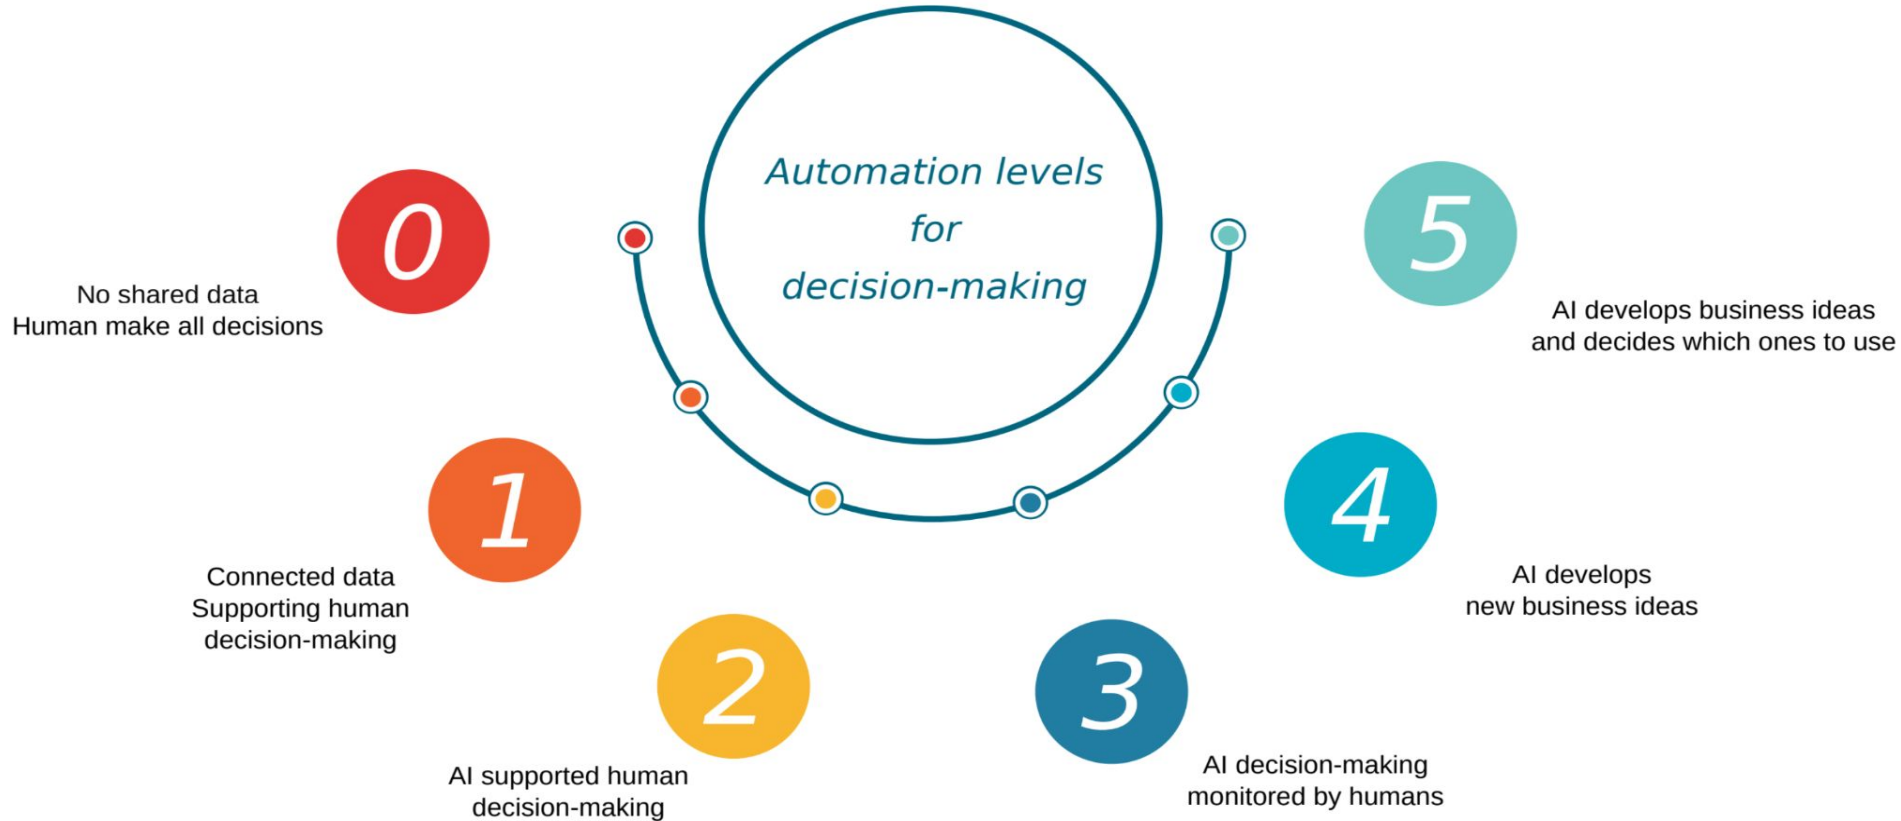 Automation levels
for
decision-making
0
No shared data
Human make all decisions
1
Connected data
Supporting human
decision-making
2
AI supported human
decision-making
3
AI decision-making
monitored by humans
4
AI develops
new business ideas
5
AI develops business ideas
and decides which ones to use